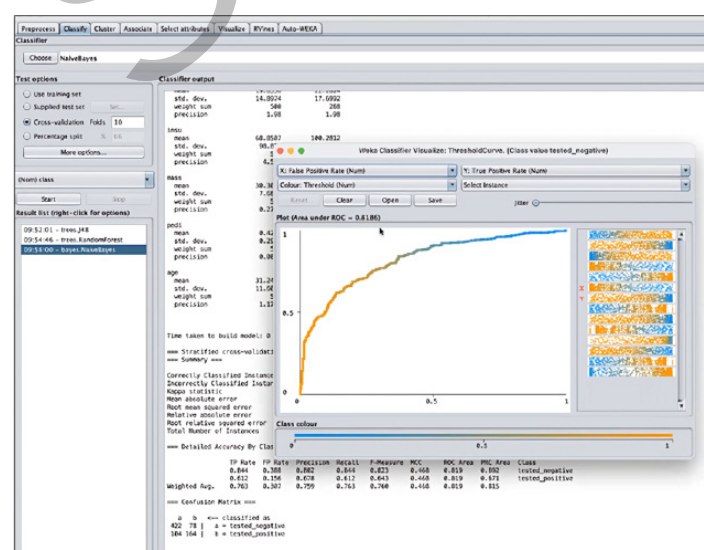 Preprocess Classify Cluster Associate Select attributes Visualize RVines Auto-WEKA
Classifier
Choose NaiveBayes
Test options
Use training set
Supplied test set Set...
Cross-validation Folds 10
Percentage split % 66
More options...
(Num) class
Start Stop
Result list (right-click for options)
09:52:01 - trees.J48
09:54:46 - trees.RandomForest
bayes.NaiveBayes
Classifier output
std. dev. 14.8974 17.6992
weight sum 500 268
precision 1.98 1.98
insu
mean 68.8507 100.2812
std. dev.
weight sum
precision
mass
mean
std. dev.
weight sum
precision
pedi
mean
std. dev.
weight sum
precision
age
mean
std. dev.
weight sum
precision
Time taken to build model: 0
=== Stratified cross-validati
=== Summary ===
Correctly Classified Instance
Incorrectly Classified Instan
Kappa statistic
Mean absolute error
Root mean squared error
Relative absolute error
Root relative squared error
Total Number of Instances
=== Detailed Accuracy By Clas
TP Rate FP Rate Precision Recall F-Measure MCC ROC Area PRC Area Class
0.844 0.388 0.802 0.844 0.823 0.468 0.819 0.892 tested_negative
0.612 0.156 0.678 0.612 0.643 0.468 0.819 0.671 tested_positive
Weighted Avg. 0.763 0.307 0.759 0.763 0.760 0.468 0.819 0.815
=== Confusion Matrix ===
a b <-- classified as
422 78 | a = tested_negative
104 164 | b = tested_positive
Weka Classifier Visualize: ThresholdCurve. (Class value tested_negative)
X: False Positive Rate (Num) Y: True Positive Rate (Num)
Colour: Threshold (Num) Select Instance
Reset Clear Open Save Jitter
Plot (Area under ROC = 0.8186)
1
0.5
0
0 0.5 1
X
Y
Class colour
0 0.5 1